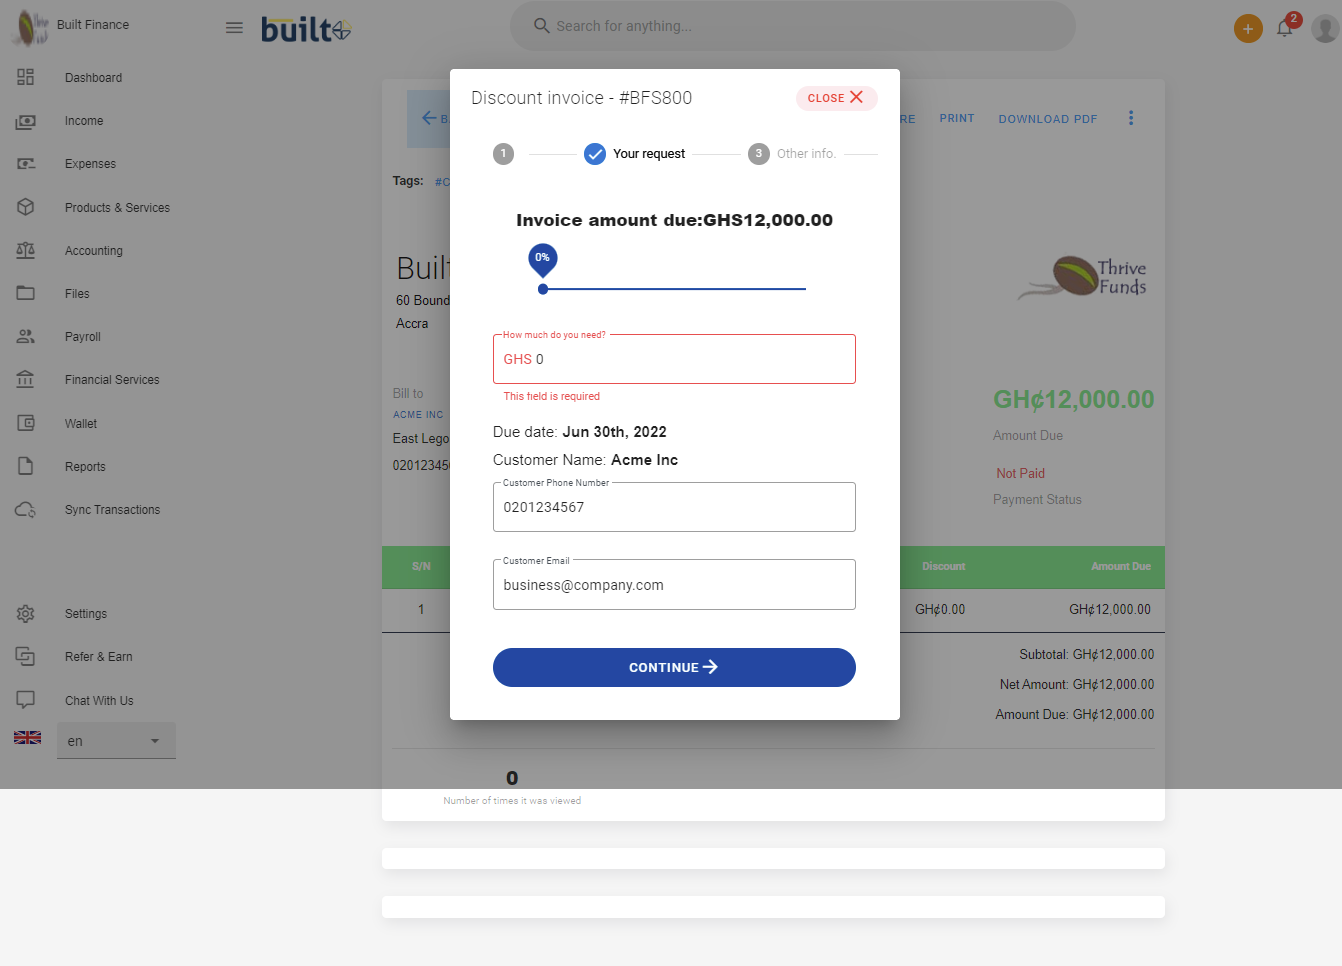 Thrive
Funds
Built Finance
built
Search for anything...
2
Dashboard
Income
Expenses
Products & Services
Accounting
Files
Payroll
Financial Services
Wallet
Reports
Sync Transactions
Settings
Refer & Earn
Chat With Us
en
Discount invoice - #BFS800
CLOSE
1
Your request
3
Other info.
Invoice amount due:GHS12,000.00
0%
How much do you need?
GHS 0
This field is required
Due date: Jun 30th, 2022
Customer Name: Acme Inc
Customer Phone Number
0201234567
Customer Email
business@company.com
CONTINUE
B
RE
PRINT
DOWNLOAD PDF
Tags: #C
Built
60 Bound
Accra
Thrive
Funds
Bill to
ACME INC
East Lego
020123456
GH¢12,000.00
Amount Due
Not Paid
Payment Status
S/N
Discount
Amount Due
1
GH¢0.00
GH¢12,000.00
Subtotal: GH¢12,000.00
Net Amount: GH¢12,000.00
Amount Due: GH¢12,000.00
0
Number of times it was viewed